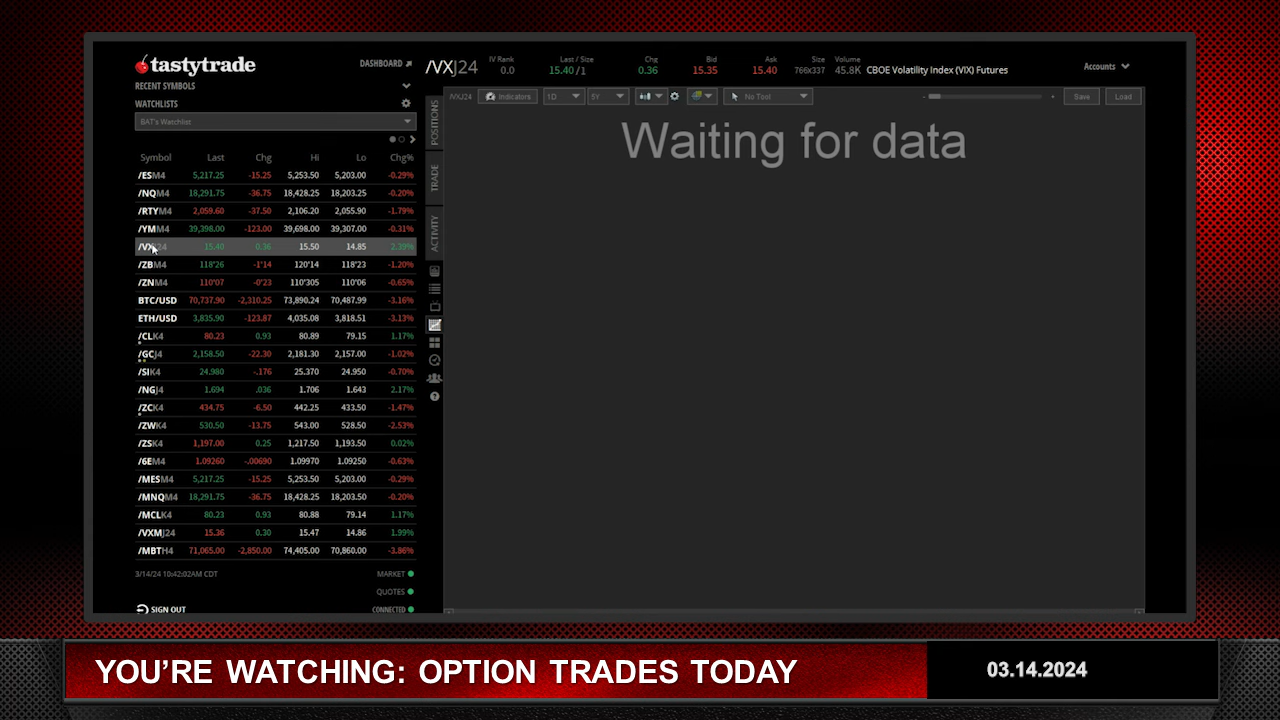 tastytrade
DASHBOARD
RECENT SYMBOLS
WATCHLISTS
BAT's Watchlist
Symbol Last Chg Hi Lo Chg%
/ESM4 5,217.25 -15.25 5,253.50 5,203.00 -0.29%
/NQM4 18,291.75 -36.75 18,428.25 18,203.25 -0.20%
/RTYM4 2,059.60 -37.50 2,106.20 2,055.90 -1.79%
/YMM4 39,398.00 -123.00 39,698.00 39,307.00 -0.31%
/VXJ24 15.40 0.36 15.50 14.85 2.39%
/ZBM4 118'26 -1'14 120'14 118'23 -1.20%
/ZNM4 110'07 -0'23 110'305 110'06 -0.65%
BTC/USD 70,737.90 -2,310.25 73,890.24 70,487.99 -3.16%
ETH/USD 3,835.90 -123.87 4,035.08 3,818.51 -3.13%
/CLK4 80.23 0.93 80.89 79.15 1.17%
/GCJ4 2,158.50 -22.30 2,181.30 2,157.00 -1.02%
/SIK4 24.980 -.176 25.370 24.950 -0.70%
/NGJ4 1.694 .036 1.706 1.643 2.17%
/ZCK4 434.75 -6.50 442.25 433.50 -1.47%
/ZWK4 530.50 -13.75 543.00 528.50 -2.53%
/ZSK4 1,197.00 0.25 1,217.50 1,193.50 0.02%
/6EM4 1.09260 -.00690 1.09970 1.09250 -0.63%
/MESM4 5,217.25 -15.25 5,253.50 5,203.00 -0.29%
/MNQM4 18,291.75 -36.75 18,428.25 18,203.50 -0.20%
/MCLK4 80.23 0.93 80.88 79.14 1.17%
/VXMJ24 15.36 0.30 15.47 14.86 1.99%
/MBTH4 71,065.00 -2,850.00 74,405.00 70,860.00 -3.86%
3/14/24 10:42:02AM CDT MARKET
QUOTES
SIGN OUT CONNECTED
POSITIONS
TRADE
ACTIVITY
/VXJ24
IV Rank Last / Size Chg Bid Ask Size Volume
0.0 15.40/1 0.36 15.35 15.40 766x337 45.8K CBOE Volatility Index (VIX) Futures
Accounts
/VXJ24 Indicators 1D 5Y No Tool - + Save Load
Waiting for data
YOU'RE WATCHING: OPTION TRADES TODAY
03.14.2024